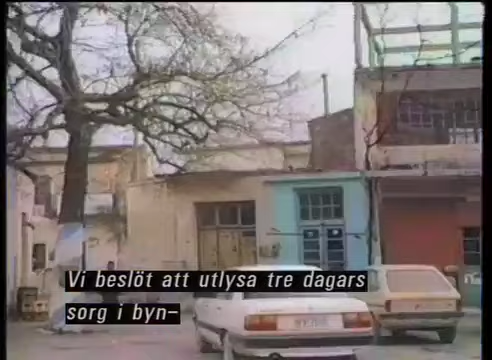 Vi beslöt att utlysa tre dagars
sorg i byn–